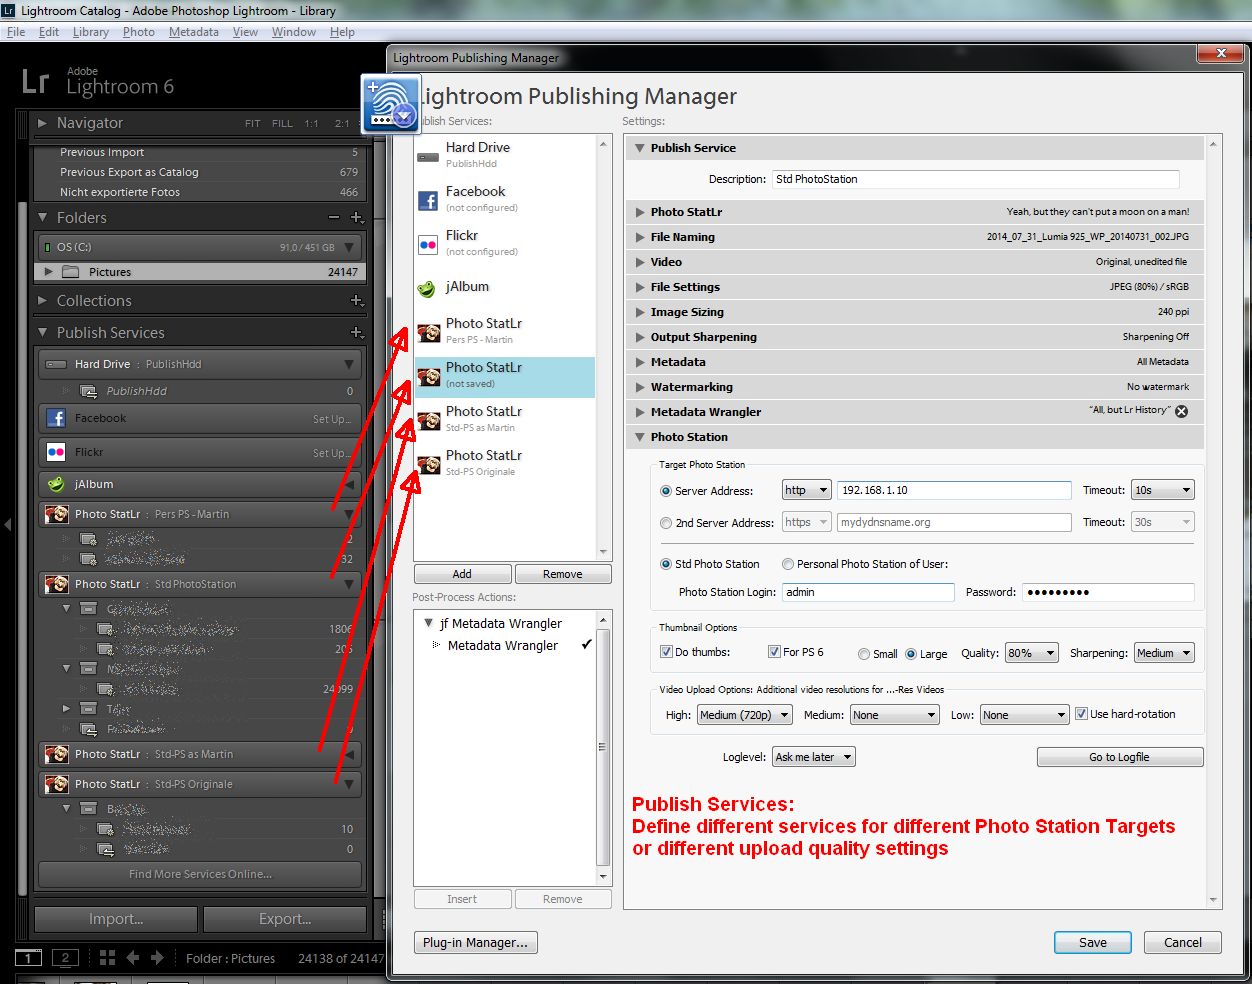 Lightroom Catalog - Adobe Photoshop Lightroom - Library
File Edit Library Photo Metadata View Window Help
Lr Adobe
Lightroom 6
Navigator FIT FILL 1:1 2:1
Previous Import 5
Previous Export as Catalog 679
Nicht exportierte Fotos 466
Folders
OS (C:) 91,0 / 451 GB
Pictures 24147
Collections
Publish Services
Hard Drive : PublishHdd
PublishHdd 0
Facebook Set Up...
Flickr Set Up...
jAlbum
Photo StatLr : Pers PS - Martin
2
32
Photo StatLr : Std PhotoStation
1806
205
24099
Photo StatLr : Std-PS as Martin
Photo StatLr : Std-PS Originale
10
0
Find More Services Online...
Import... Export...
1 2 Folder : Pictures 24138 of 24147
Lightroom Publishing Manager
Lightroom Publishing Manager
Publish Services:
Hard Drive
PublishHdd
Facebook
(not configured)
Flickr
(not configured)
jAlbum
Photo StatLr
Pers PS - Martin
Photo StatLr
(not saved)
Photo StatLr
Std-PS as Martin
Photo StatLr
Std-PS Originale
Add Remove
Post-Process Actions:
jf Metadata Wrangler
Metadata Wrangler ✔
Insert Remove
Plug-in Manager...
Settings:
Publish Service
Description: Std PhotoStation
Photo StatLr Yeah, but they can't put a moon on a man!
File Naming 2014_07_31_Lumia 925_WP_20140731_002.JPG
Video Original, unedited file
File Settings JPEG (80%) / sRGB
Image Sizing 240 ppi
Output Sharpening Sharpening Off
Metadata All Metadata
Watermarking No watermark
Metadata Wrangler "All, but Lr History"
Photo Station
Target Photo Station
Server Address: http 192.168.1.10 Timeout: 10s
2nd Server Address: https mydydnsname.org Timeout: 30s
Std Photo Station Personal Photo Station of User:
Photo Station Login: admin Password: ●●●●●●●●●
Thumbnail Options
Do thumbs: For PS 6 Small Large Quality: 80% Sharpening: Medium
Video Upload Options: Additional video resolutions for ...-Res Videos
High: Medium (720p) Medium: None Low: None Use hard-rotation
Loglevel: Ask me later Go to Logfile
Publish Services:
Define different services for different Photo Station Targets
or different upload quality settings
Save Cancel